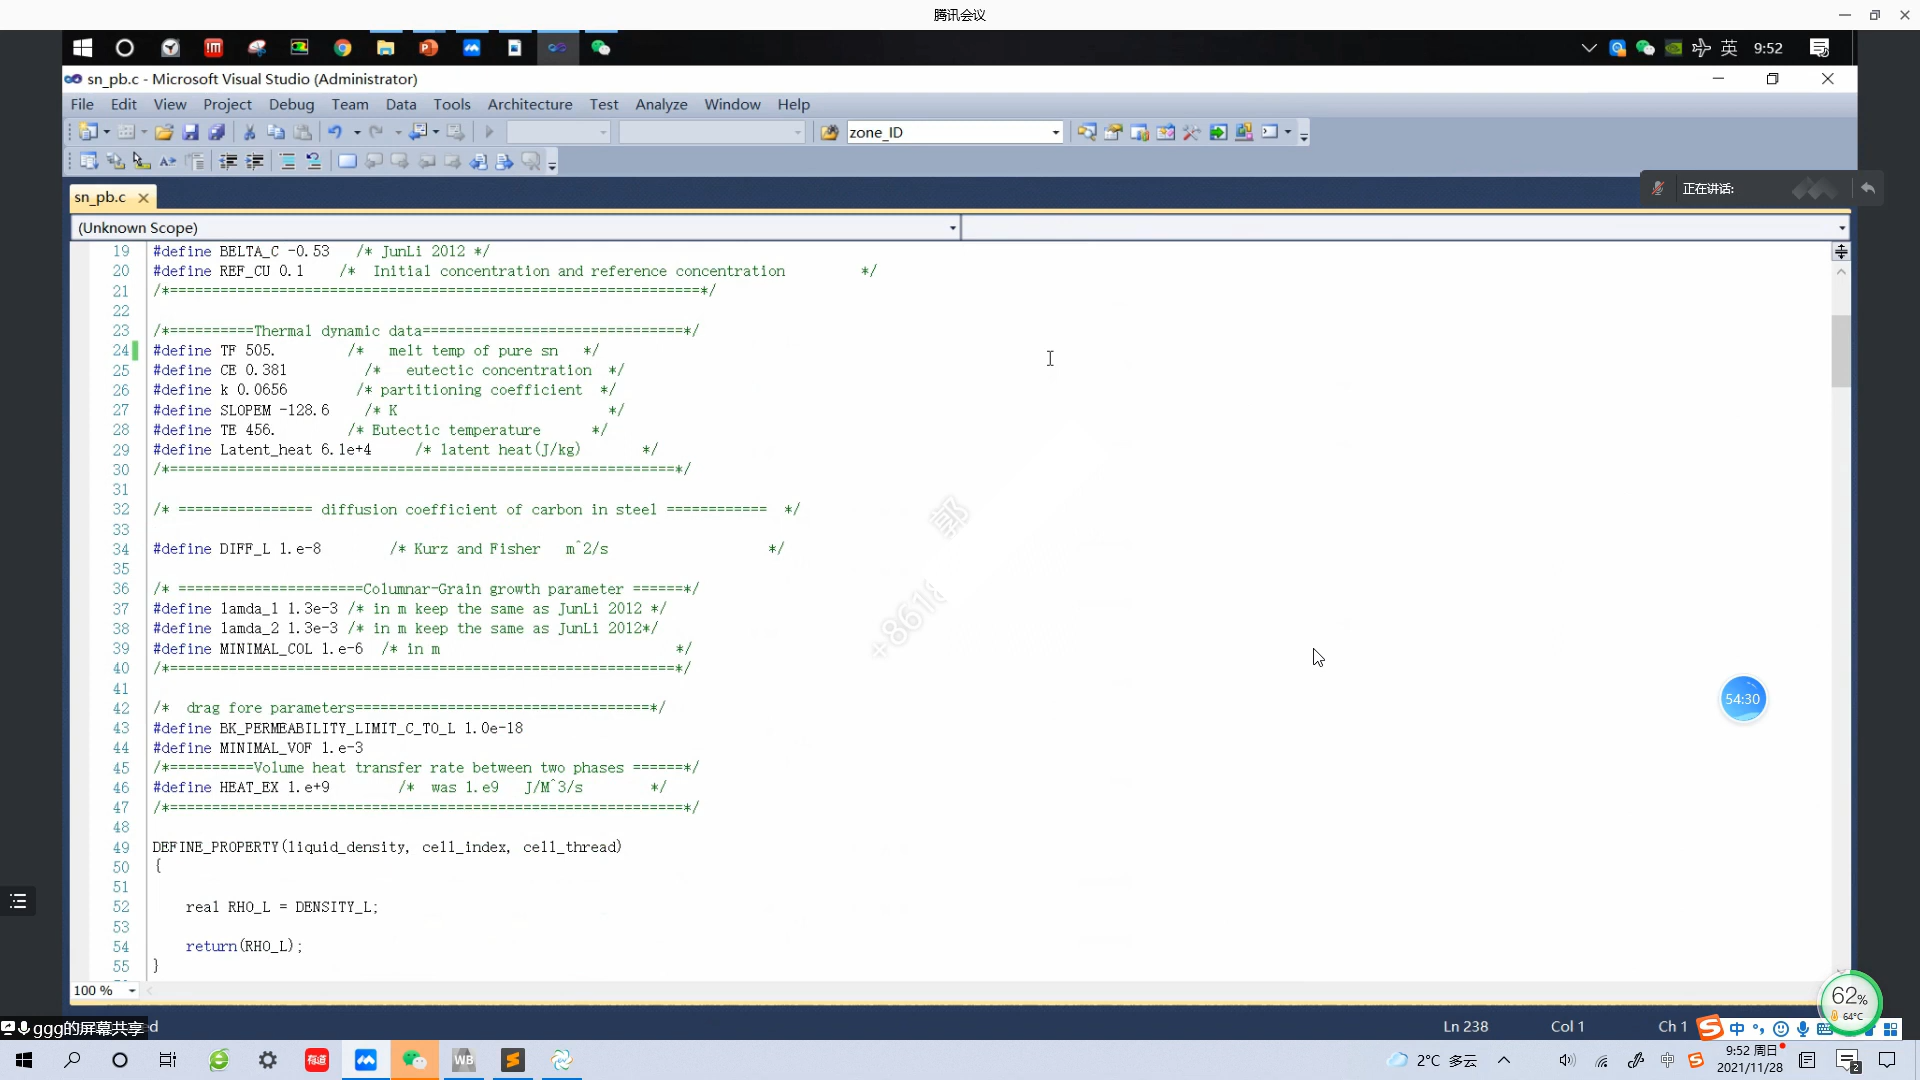 腾讯会议
英 9:52
sn_pb.c - Microsoft Visual Studio (Administrator)
File Edit View Project Debug Team Data Tools Architecture Test Analyze Window Help
zone_ID
正在讲话:
sn_pb.c
(Unknown Scope)
19 #define BELTA_C -0.53 /* JunLi 2012 */
20 #define REF_CU 0.1 /* Initial concentration and reference concentration */
21 /*===============================================================*/
22
23 /*==========Thermal dynamic data===============================*/
24 #define TF 505. /* melt temp of pure sn */
25 #define CE 0.381 /* eutectic concentration */
26 #define k 0.0656 /* partitioning coefficient */
27 #define SLOPEM -128.6 /* K */
28 #define TE 456. /* Eutectic temperature */
29 #define Latent_heat 6.1e+4 /* latent heat(J/kg) */
30 /*============================================================*/
31
32 /* ================ diffusion coefficient of carbon in steel ============ */
33
34 #define DIFF_L 1.e-8 /* Kurz and Fisher m^2/s */
35
36 /* ======================Columnar-Grain growth parameter ======*/
37 #define lamda_1 1.3e-3 /* in m keep the same as JunLi 2012 */
38 #define lamda_2 1.3e-3 /* in m keep the same as JunLi 2012*/
39 #define MINIMAL_COL 1.e-6 /* in m */
40 /*============================================================*/
41
42 /* drag fore parameters===================================*/
43 #define BK_PERMEABILITY_LIMIT_C_TO_L 1.0e-18
44 #define MINIMAL_VOF 1.e-3
45 /*==========Volume heat transfer rate between two phases ======*/
46 #define HEAT_EX 1.e+9 /* was 1.e9 J/M^3/s */
47 /*=============================================================*/
48
49 DEFINE_PROPERTY(liquid_density, cell_index, cell_thread)
50 {
51
52 real RHO_L = DENSITY_L;
53
54 return(RHO_L);
55 }
郭
+8618
54:30
100 %
62%
64°C
ggg的屏幕共享
Ln 238 Col 1 Ch 1
中
2°C 多云
中
9:52 周日
2021/11/28
2